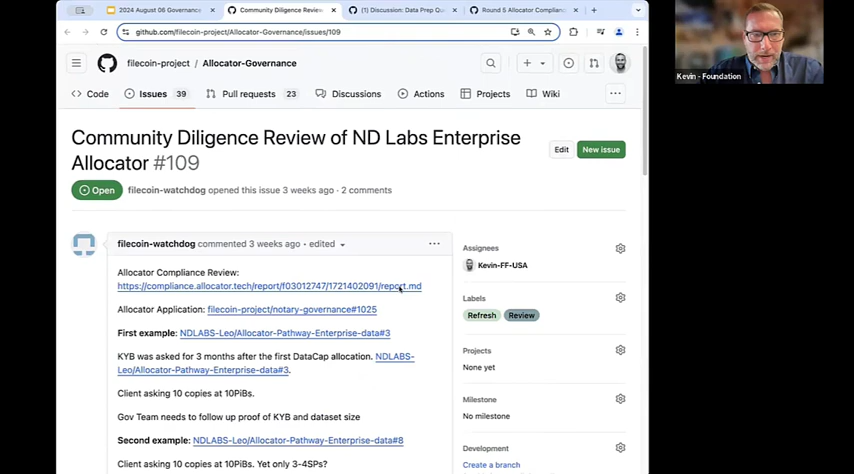 2024 August 06 Governance
Community Diligence Review
(1) Discussion: Data Prep Qu
Round 5 Allocator Complianc
github.com/filecoin-project/Allocator-Governance/issues/109
filecoin-project / Allocator-Governance
Code
Issues 39
Pull requests 23
Discussions
Actions
Projects
Wiki
Community Diligence Review of ND Labs Enterprise
Allocator #109
Edit
New issue
Open
filecoin-watchdog opened this issue 3 weeks ago · 2 comments
filecoin-watchdog commented 3 weeks ago · edited
Allocator Compliance Review:
https://compliance.allocator.tech/report/f03012747/1721402091/report.md
Allocator Application: filecoin-project/notary-governance#1025
First example: NDLABS-Leo/Allocator-Pathway-Enterprise-data#3
KYB was asked for 3 months after the first DataCap allocation. NDLABS-
Leo/Allocator-Pathway-Enterprise-data#3.
Client asking 10 copies at 10PiBs.
Gov Team needs to follow up proof of KYB and dataset size
Second example: NDLABS-Leo/Allocator-Pathway-Enterprise-data#8
Client asking 10 copies at 10PiBs. Yet only 3-4SPs?
Assignees
Kevin-FF-USA
Labels
Refresh
Review
Projects
None yet
Milestone
No milestone
Development
Create a branch
Kevin - Foundation